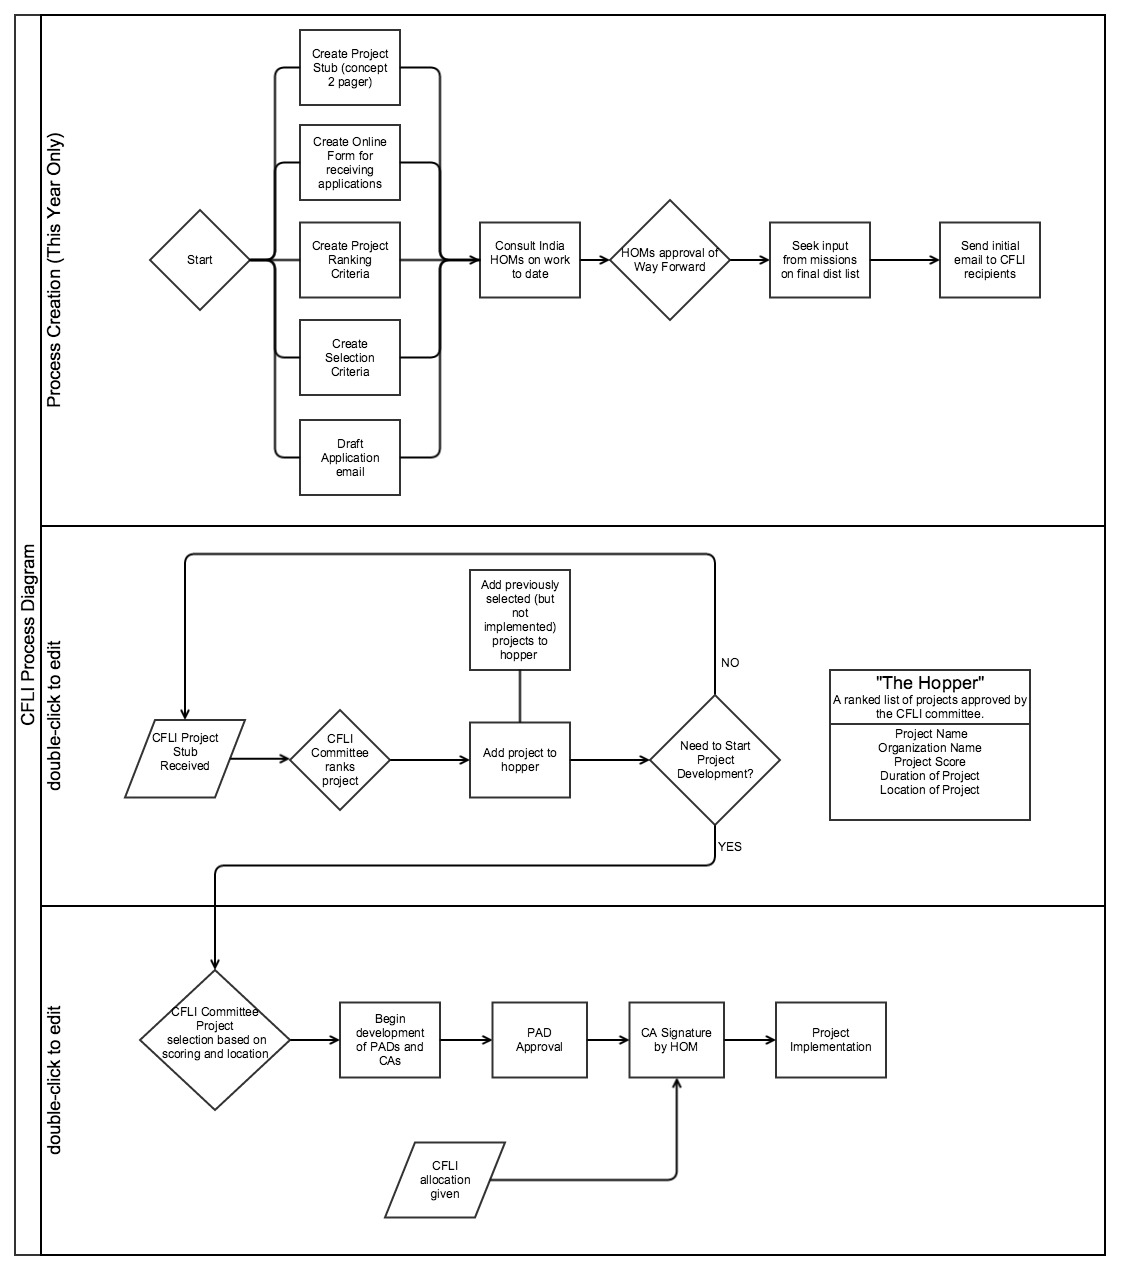 CFLI Process Diagram
Process Creation (This Year Only)
Start
Create Project
Stub (concept
2 pager)
Create Online
Form for
receiving
applications
Create Project
Ranking
Criteria
Create
Selection
Criteria
Draft
Application
email
Consult India
HOMs on work
to date
HOMs approval of
Way Forward
Seek input
from missions
on final dist list
Send initial
email to CFLI
recipients
double-click to edit
CFLI Project
Stub
Received
CFLI
Committee
ranks
project
Add previously
selected (but
not
implemented)
projects to
hopper
Add project to
hopper
Need to Start
Project
Development?
NO
YES
"The Hopper"
A ranked list of projects approved by
the CFLI committee.
Project Name
Organization Name
Project Score
Duration of Project
Location of Project
double-click to edit
CFLI Committee
Project
selection based on
scoring and location
Begin
development
of PADs and
CAs
PAD
Approval
CA Signature
by HOM
Project
Implementation
CFLI
allocation
given